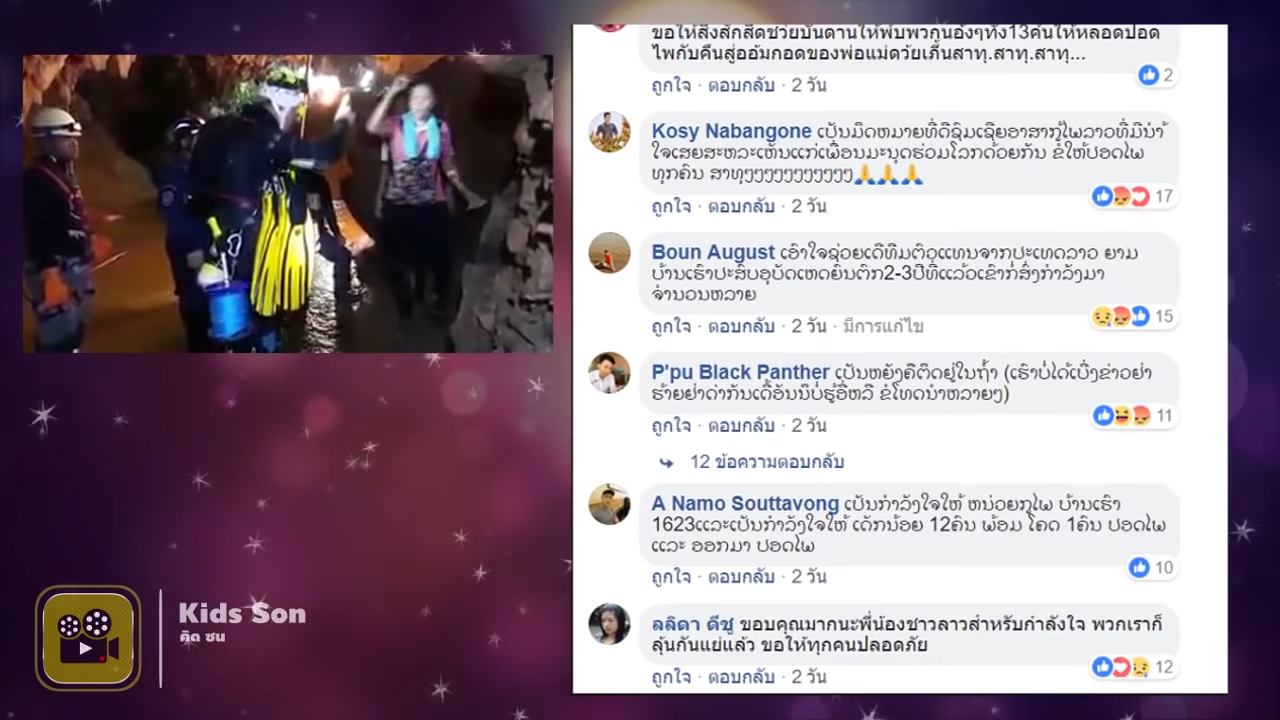 ขอให้สิ่งศักสิดช่วยบันดานให้พบพวกน้องๆทั้ง13คนให้หลอดปอด
ไพกับคืนสู่ออ้มกอดของพ่อแม่ด้วยเถี้นสาทุ.สาทุ.สาทุ...
ถูกใจ · ตอบกลับ · 2 วัน
2
Kosy Nabangone ເປັນມິດຫມາຍທີ່ດີຊົມເຊີຍອາສາກູ້ໄພລາວທີ່ມີນໍາ້
ໃຈເສຍສະຫລະເຫັນແກ່ເພື່ອນມະນຸດຮ່ວມໂລກດ້ວຍກັນ ຂໍໃຫ້ປອດໄພ
ທຸກຄົນ ສາທຸໆໆໆໆໆໆໆໆໆໆໆ🙏🙏🙏
17
ถูกใจ · ตอบกลับ · 2 วัน
Boun August ເອົາໃຈຊ່ວຍເດີທີມຕົວແທນຈາກປະເທດລາວ ຍາມ
ບ້ານເຮົາປະສົບອຸບັດເຫດຍົນຕົກ2-3ປີທີ່ແລ້ວເຂົາກໍ່ສົ່ງກໍາລັງມາ
ຈໍານວນຫລາຍ
15
ถูกใจ · ตอบกลับ · 2 วัน · มีการแก้ไข
P'pu Black Panther ເປັນຫຍັງຄືຕິດຢູ່ໃນຖໍ້າ (ເຮົາບໍ່ໄດ້ເບີ່ງຂ່າວຢ່າ
ຮ້າຍຢ່າດ່າກັນເດີ້ອັນນີບໍ່ຮູ້ອີ່ຫລີ ຂໍໂທດນໍາຫລາຍໆ)
11
ถูกใจ · ตอบกลับ · 2 วัน
12 ข้อความตอบกลับ
A Namo Souttavong ເປັນກໍາລັງໃຈໃຫ້ ຫນ່ວຍກູ້ໄພ ບ້ານເຮົາ
1623ແລະເປັນກໍາລັງໃຈໃຫ້ ເດັກນ້ອຍ 12ຄົນ ພ້ອມ ໂຄດ 1ຄົນ ປອດໄພ
ແລະ ອອກມາ ປອດໄພ
10
ถูกใจ · ตอบกลับ · 2 วัน
ลลิดา ดีชู ขอบคุณมากนะพี่น้องชาวลาวสำหรับกำลังใจ พวกเราก็
ลุ้นกันแย่แล้ว ขอให้ทุกคนปลอดภัย
12
ถูกใจ · ตอบกลับ · 2 วัน
Kids Son
คิด ซน